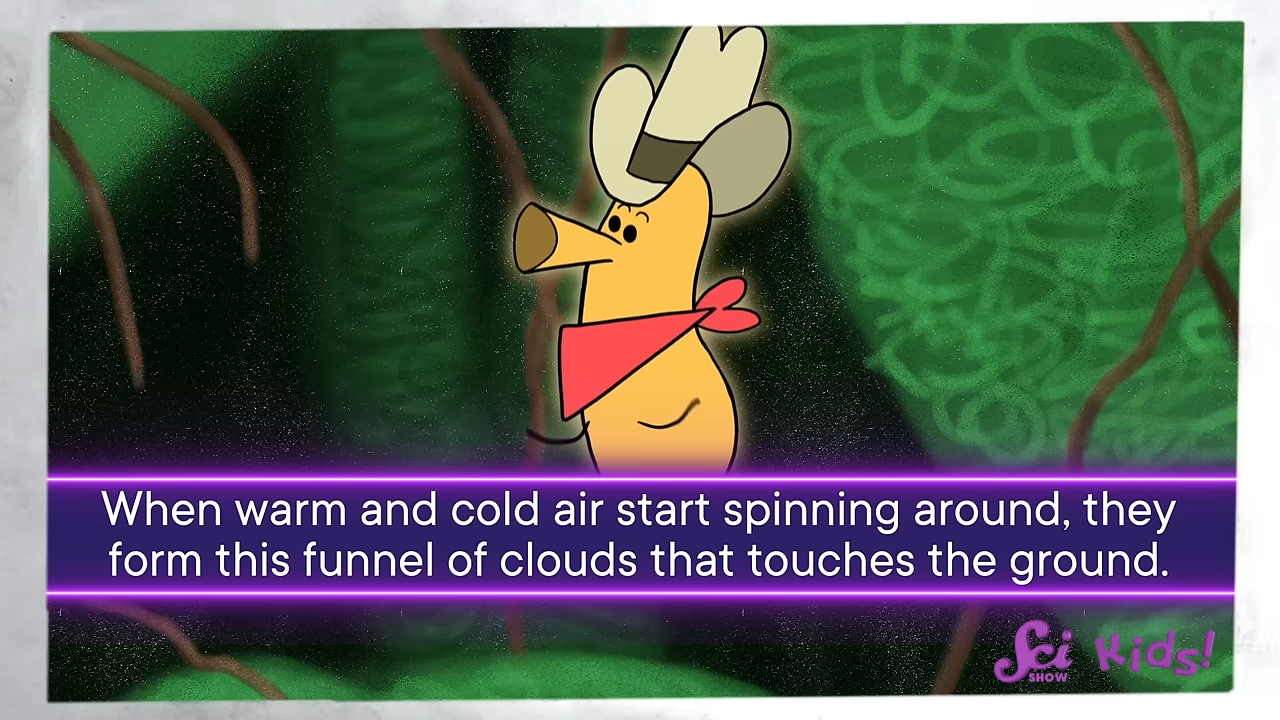 When warm and cold air start spinning around, they
form this funnel of clouds that touches the ground.
Sci Kids!
SHOW